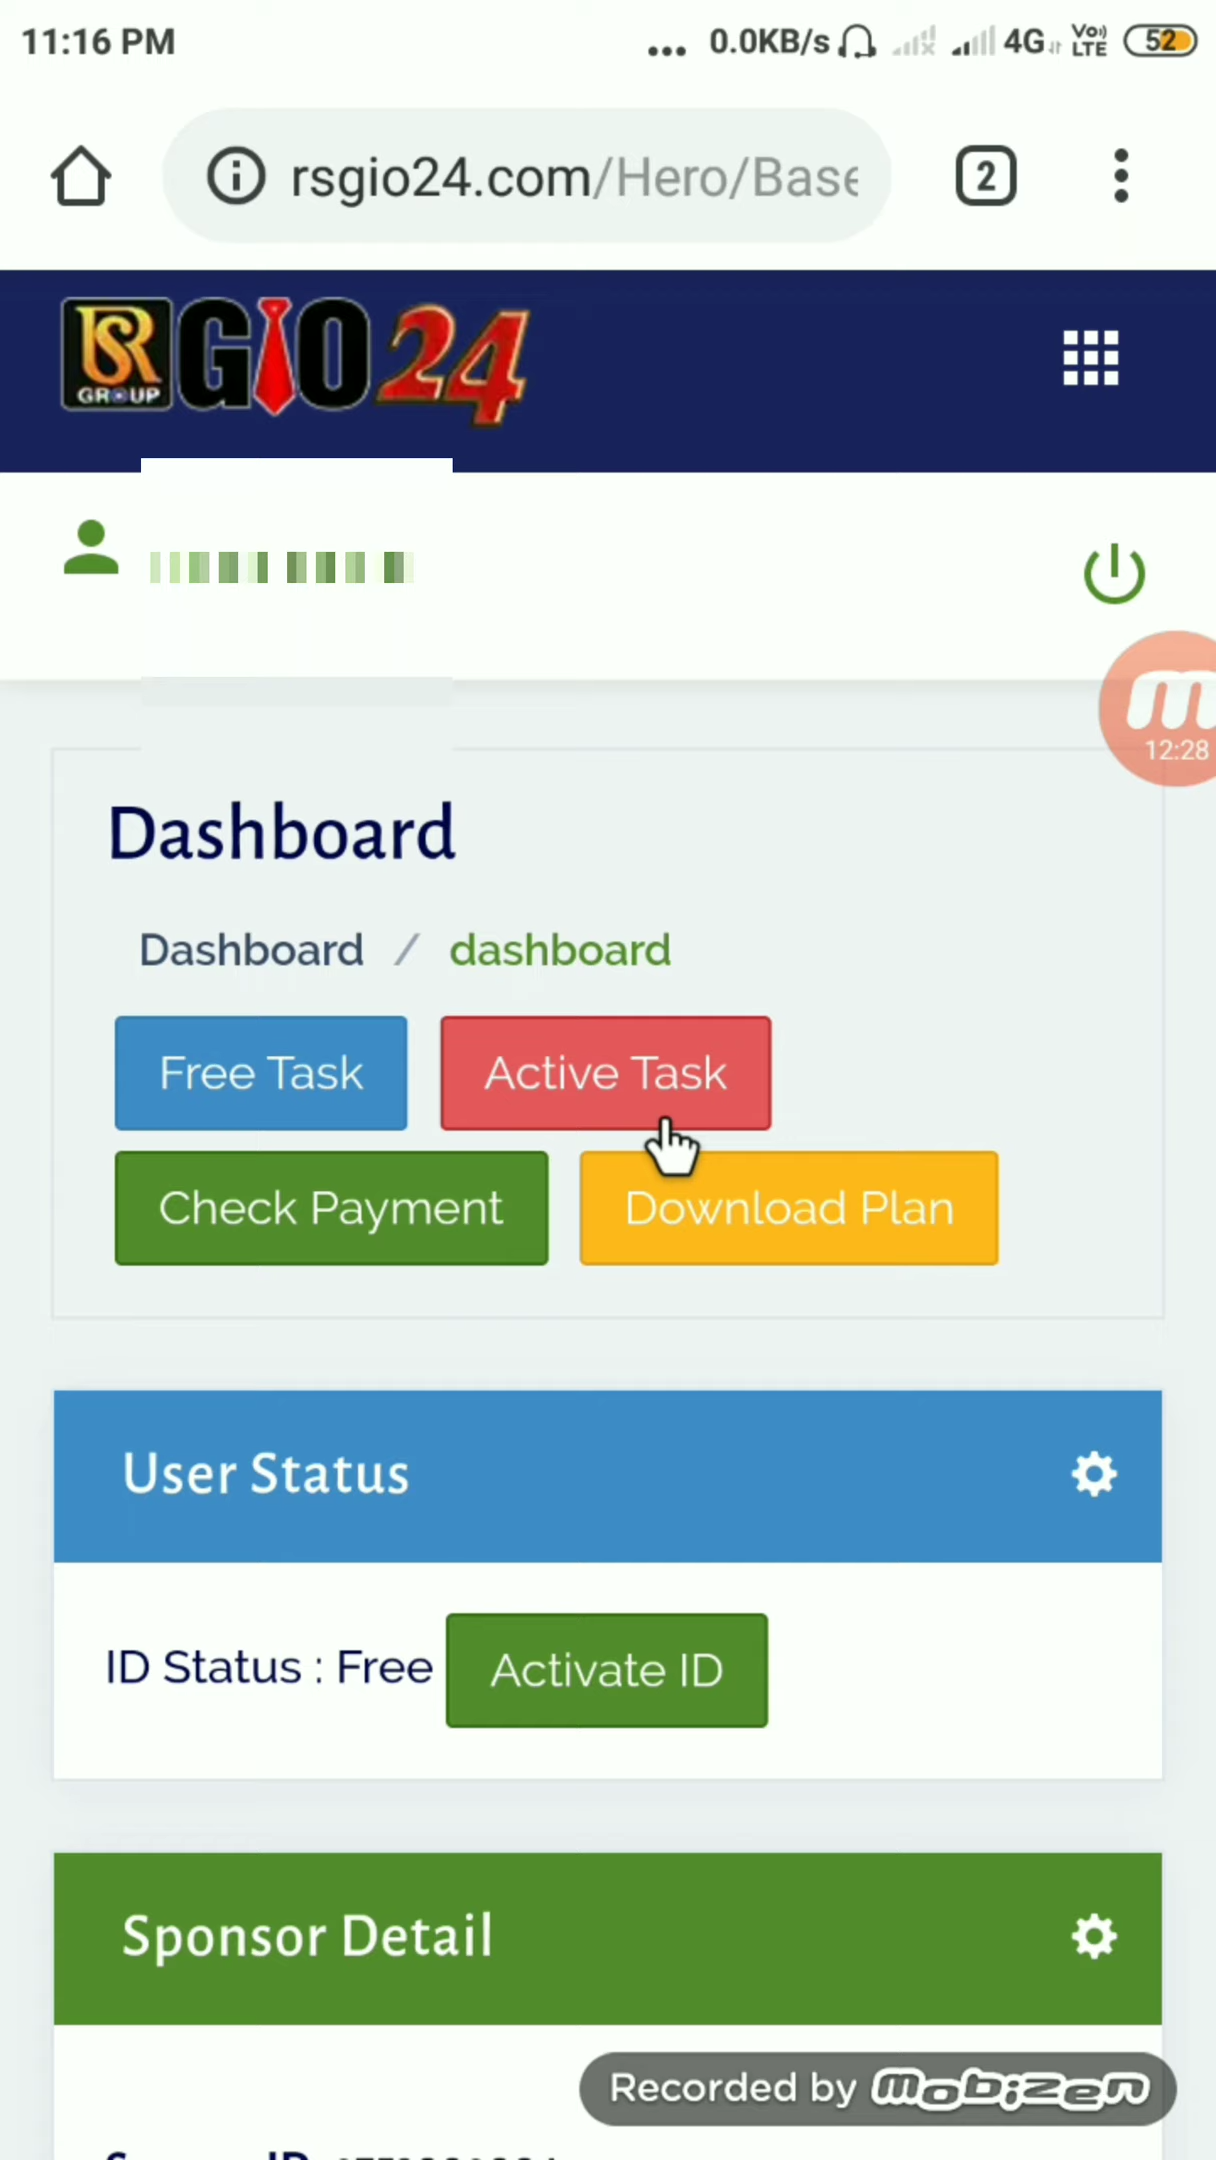 11:16 PM
... 0.0KB/s 4G Vo) LTE 52
rsgio24.com/Hero/Base
2
RS GROUP GIO 24
12:28
Dashboard
Dashboard / dashboard
Free Task
Active Task
Check Payment
Download Plan
User Status
ID Status : Free
Activate ID
Sponsor Detail
Recorded by mobizen